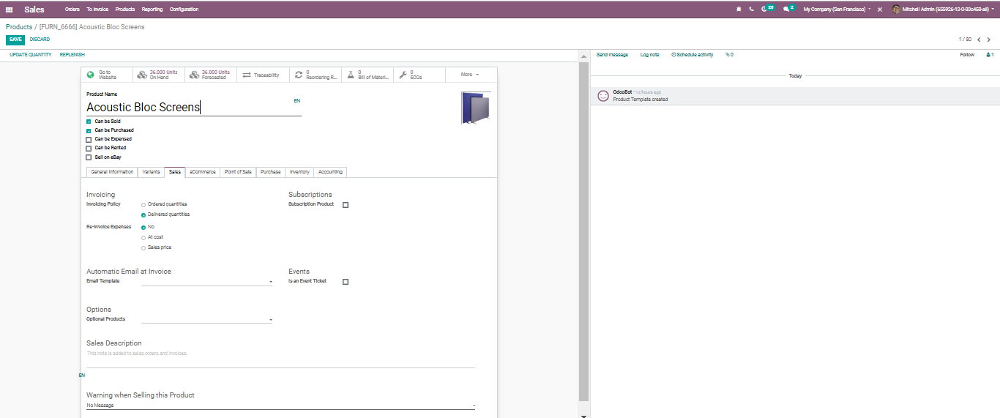 Sales Orders To Invoice Products Reporting Configuration 20 2 My Company (San Francisco) Mitchell Admin (655926-13-0-80c458-all)
Products / [FURN_6666] Acoustic Bloc Screens
SAVE DISCARD 1 / 80
UPDATE QUANTITY REPLENISH Send message Log note Schedule activity 0 Follow 1
Go to Website
36.000 Units On Hand
36.000 Units Forecasted
Traceability
0 Reordering R...
0 Bill of Materi...
0 ECOs
More
Today
OdooBot - 14 hours ago
Product Template created
Product Name
Acoustic Bloc Screens EN
Can be Sold
Can be Purchased
Can be Expensed
Can be Rented
Sell on eBay
General Information Variants Sales eCommerce Point of Sale Purchase Inventory Accounting
Invoicing Subscriptions
Invoicing Policy Ordered quantities Subscription Product
Delivered quantities
Re-Invoice Expenses No
At cost
Sales price
Automatic Email at Invoice Events
Email Template Is an Event Ticket
Options
Optional Products
Sales Description
This note is added to sales orders and invoices.
EN
Warning when Selling this Product
No Message